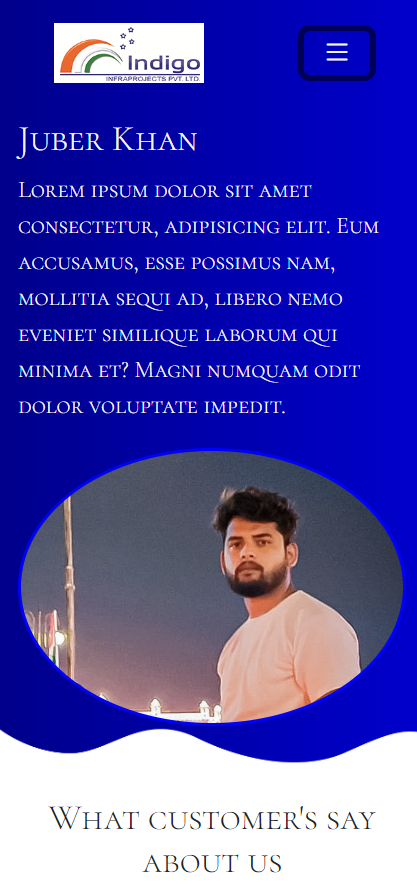 Indigo
INFRAPROJECTS PVT. LTD.
Juber Khan
Lorem ipsum dolor sit amet
consectetur, adipisicing elit. Eum
accusamus, esse possimus nam,
mollitia sequi ad, libero nemo
eveniet similique laborum qui
minima et? Magni numquam odit
dolor voluptate impedit.
What customer's say
about us